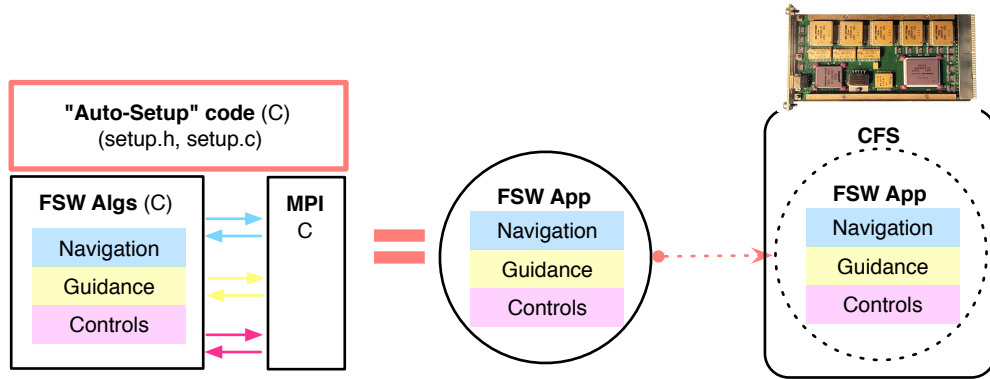 "Auto-Setup" code (C)
(setup.h, setup.c)
FSW Algs (C)
Navigation
Guidance
Controls
MPI
C
FSW App
Navigation
Guidance
Controls
CFS
FSW App
Navigation
Guidance
Controls